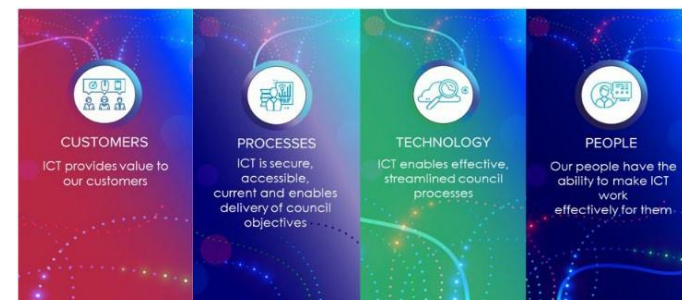 CUSTOMERS
ICT provides value to
our customers
PROCESSES
ICT is secure,
accessible,
current and enables
delivery of council
objectives
TECHNOLOGY
ICT enables effective,
streamlined council
processes
PEOPLE
Our people have the
ability to make ICT
work
effectively for them